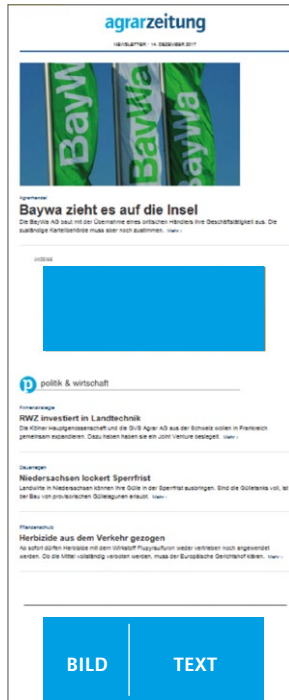 agrarzeitung
NEWSLETTER · 14. DEZEMBER 2017
BayWa
BayWa
BayWa
Agrarhandel
Baywa zieht es auf die Insel
Die BayWa AG baut mit der Übernahme eines britischen Händlers ihre Geschäftstätigkeit aus. Die
zuständige Kartellbehörde muss aber noch zustimmen. Mehr ›
ANZEIGE
p politik & wirtschaft
Firmenstrategie
RWZ investiert in Landtechnik
Die Kölner Hauptgenossenschaft und die GVS Agrar AG aus der Schweiz wollen in Frankreich
gemeinsam expandieren. Dazu haben haben sie ein Joint Venture besiegelt. Mehr ›
Dauerregen
Niedersachsen lockert Sperrfrist
Landwirte in Niedersachsen können ihre Gülle in der Sperrfrist ausbringen. Sind die Gülletanks voll, ist
der Bau von provisorischen Güllelagunen erlaubt. Mehr ›
Pflanzenschutz
Herbizide aus dem Verkehr gezogen
Ab sofort dürfen Herbizide mit dem Wirkstoff Flupyrsulfuron weder vertrieben noch angewendet
werden. Ob die Mittel vollständig verboten werden, muss der Europäische Gerichtshof klären. Mehr ›
BILD TEXT